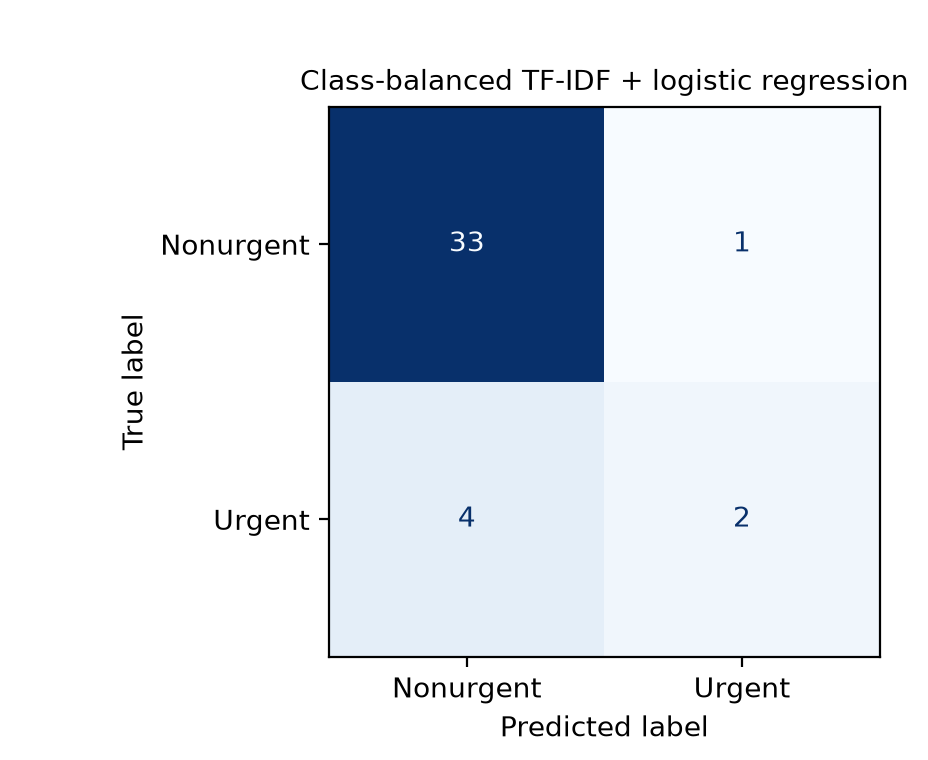 Class-balanced TF-IDF + logistic regression
Nonurgent
33
1
True label
Urgent
4
2
Nonurgent
Urgent
Predicted label